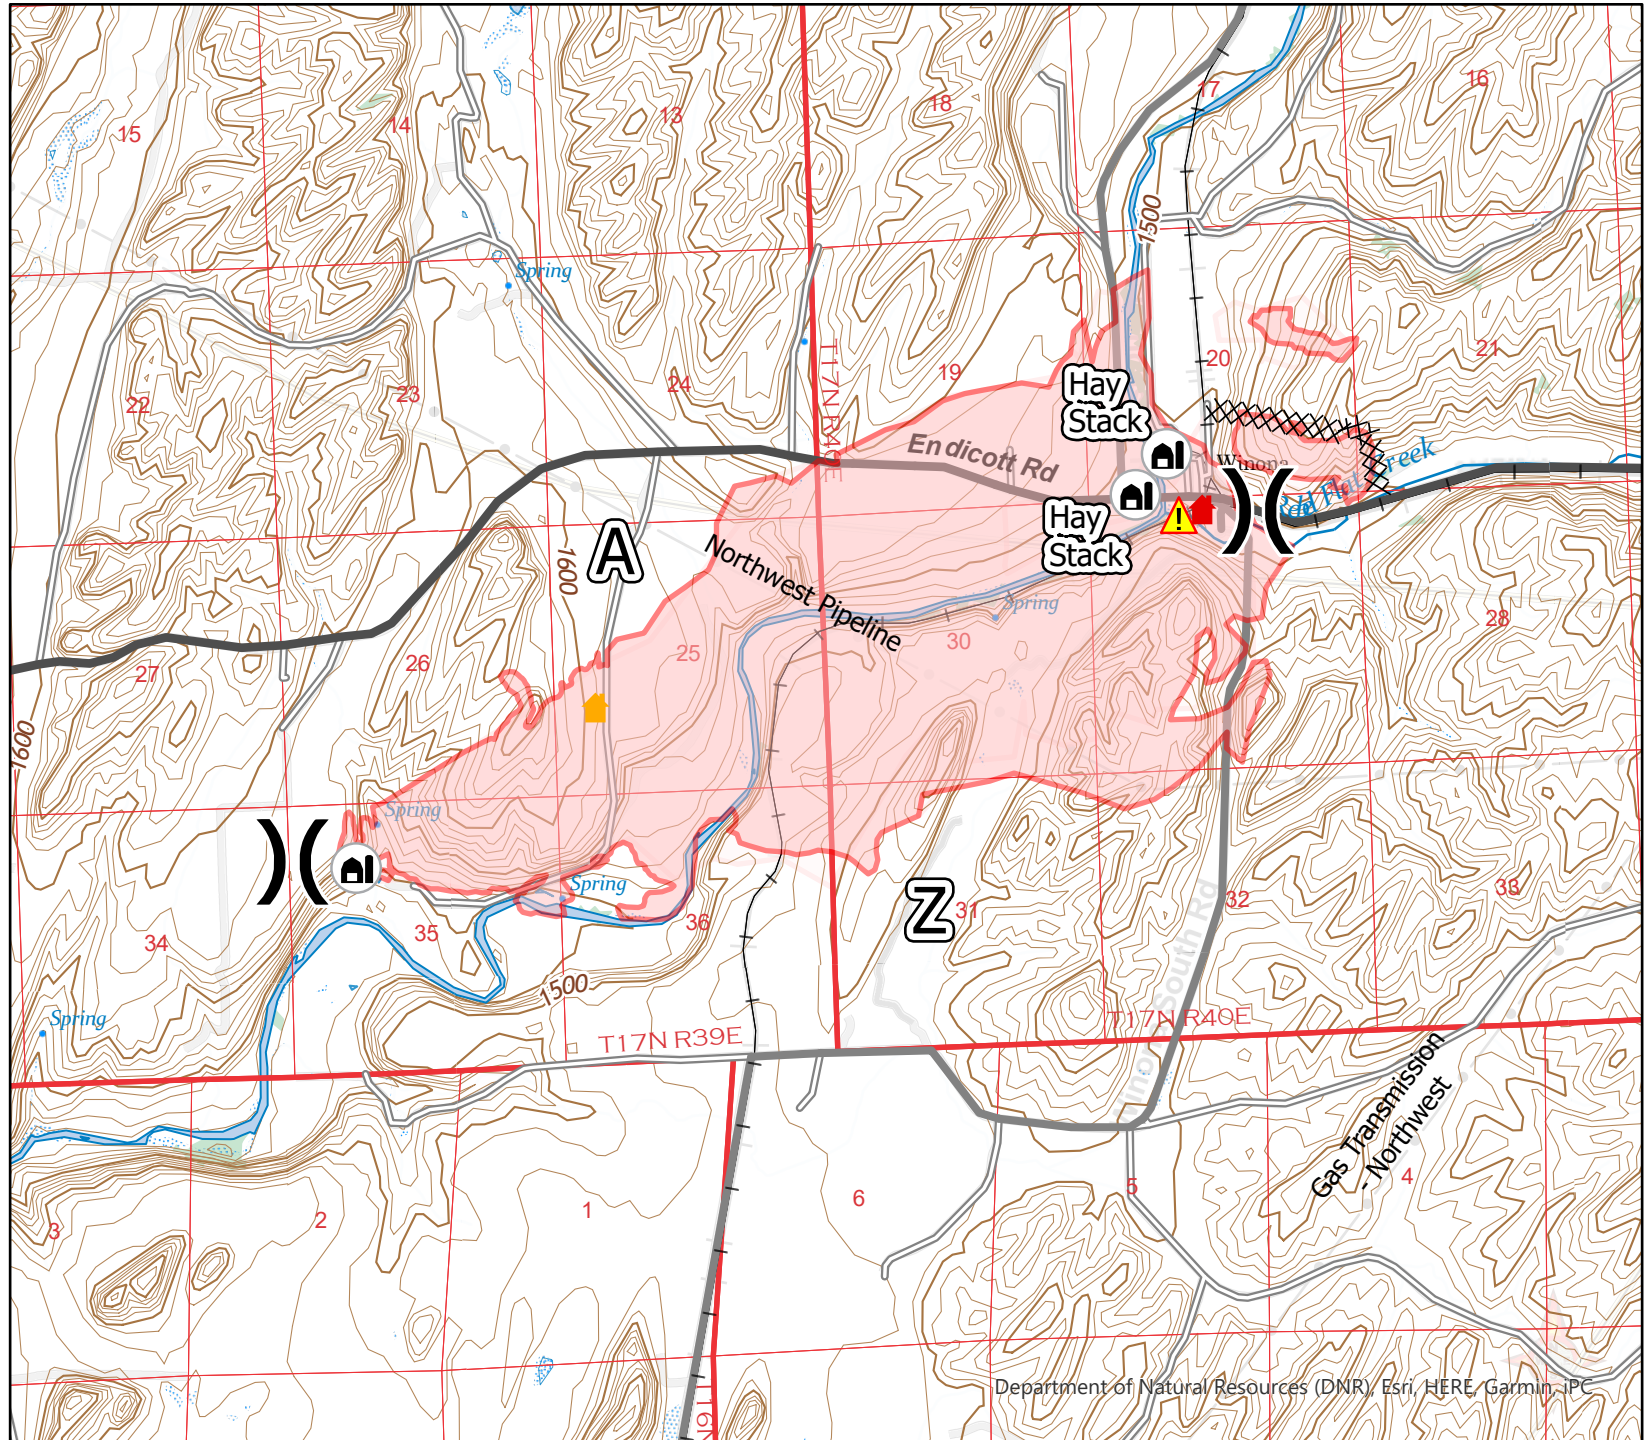 15
14
13
18
17
16
1500
Spring
22
23
24
T17N R40E
19
20
21
Hay
Stack
Endicott Rd
Winona
Creek
Hay
Stack
)(
A
1600
Northwest Pipeline
Spring
27
26
25
30
28
1600
Spring
)(
Spring
34
35
36
Z
31
32
33
1500
Spring
T17N R39E
T17N R40E
South Rd
Gas Transmission
- Northwest
3
2
1
6
5
4
T16N
Department of Natural Resources (DNR), Esri, HERE, Garmin, iPC